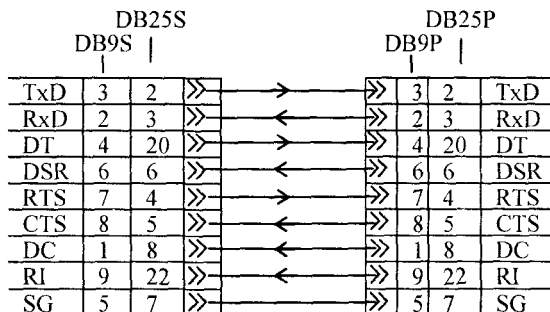 DB25S DB25P
DB9S DB9P
TxD 3 2 3 2 TxD
RxD 2 3 2 3 RxD
DT 4 20 4 20 DT
DSR 6 6 6 6 DSR
RTS 7 4 7 4 RTS
CTS 8 5 8 5 CTS
DC 1 8 1 8 DC
RI 9 22 9 22 RI
SG 5 7 5 7 SG